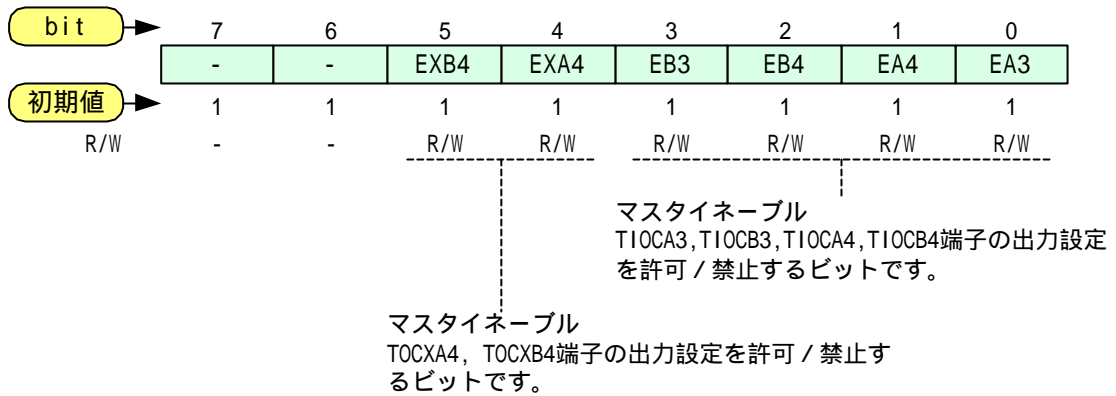 bit 7 6 5 4 3 2 1 0
- - EXB4 EXA4 EB3 EB4 EA4 EA3
初期値 1 1 1 1 1 1 1 1
R/W - - R/W R/W R/W R/W R/W R/W
マスタイネーブル
TIOCA3,TIOCB3,TIOCA4,TIOCB4端子の出力設定
を許可/禁止するビットです。
マスタイネーブル
TOCXA4, TOCXB4端子の出力設定を許可/禁止す
るビットです。